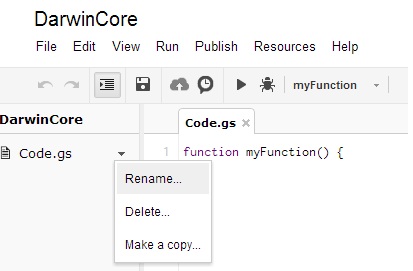 DarwinCore
File Edit View Run Publish Resources Help
myFunction
DarwinCore
Code.gs
Code.gs
1 function myFunction() {
Rename...
Delete...
Make a copy...